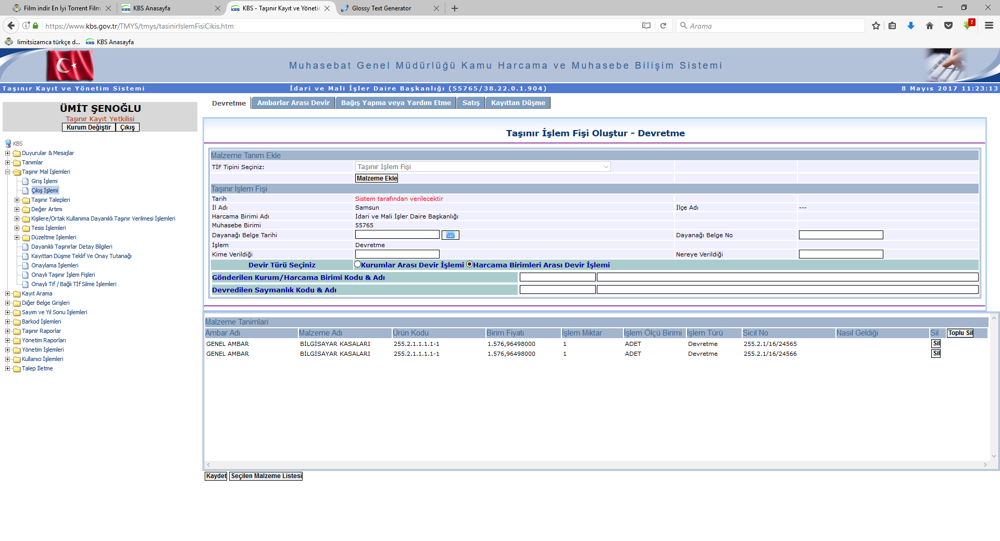 Film indir En İyi Torrent Film
KBS Anasayfa
KBS - Taşınır Kayıt ve Yönetir
Glossy Text Generator
https://www.kbs.gov.tr/TMYS/tmys/tasinirIslemFisiCikis.htm
Arama
limitsizamca türkçe d...
KBS Anasayfa
Muhasebat Genel Müdürlüğü Kamu Harcama ve Muhasebe Bilişim Sistemi
Taşınır Kayıt ve Yönetim Sistemi
İdari ve Mali İşler Daire Başkanlığı (55765/38.22.0.1.904)
8 Mayıs 2017 11:23:13
ÜMİT ŞENOĞLU
Taşınır Kayıt Yetkilisi
Kurum Değiştir Çıkış
KBS
Duyurular & Mesajlar
Tanımlar
Taşınır Mal İşlemleri
Giriş İşlemi
Çıkış İşlemi
Taşınır Talepleri
Değer Artımı
Kişilere/Ortak Kullanıma Dayanıklı Taşınır Verilmesi İşlemleri
Tesis İşlemleri
Düzeltme İşlemleri
Dayanıklı Taşınırlar Detay Bilgileri
Kayıttan Düşme Teklif Ve Onay Tutanağı
Onaylama İşlemleri
Onaylı Taşınır İşlem Fişleri
Onaylı Tif / Bağlı TİF Silme İşlemleri
Kayıt Arama
Diğer Belge Girişleri
Sayım ve Yıl Sonu İşlemleri
Barkod İşlemleri
Taşınır Raporlar
Yönetim Raporları
Yönetim İşlemleri
Kullanıcı İşlemleri
Talep İletme
Devretme Ambarlar Arası Devir Bağış Yapma veya Yardım Etme Satış Kayıttan Düşme
Taşınır İşlem Fişi Oluştur - Devretme
Malzeme Tanım Ekle
TİF Tipini Seçiniz: Taşınır İşlem Fişi
Malzeme Ekle
Taşınır İşlem Fişi
Tarih Sistem tarafından verilecektir
İl Adı Samsun İlçe Adı ---
Harcama Birimi Adı İdari ve Mali İşler Daire Başkanlığı
Muhasebe Birimi 55765
Dayanağı Belge Tarihi Dayanağı Belge No
İşlem Devretme
Kime Verildiği Nereye Verildiği
Devir Türü Seçiniz Kurumlar Arası Devir İşlemi Harcama Birimleri Arası Devir İşlemi
Gönderilen Kurum/Harcama Birimi Kodu & Adı
Devredilen Saymanlık Kodu & Adı
Malzeme Tanimlari
Ambar Adı Malzeme Adı Ürün Kodu Birim Fiyatı İşlem Miktar İşlem Ölçü Birimi İşlem Türü Sicil No Nasıl Geldiği Sil Toplu Sil
GENEL AMBAR BİLGİSAYAR KASALARI 255.2.1.1.1.1-1 1.576,96498000 1 ADET Devretme 255.2.1/16/24565 Sil
GENEL AMBAR BİLGİSAYAR KASALARI 255.2.1.1.1.1-1 1.576,96498000 1 ADET Devretme 255.2.1/16/24566 Sil
Kaydet Seçilen Malzeme Listesi